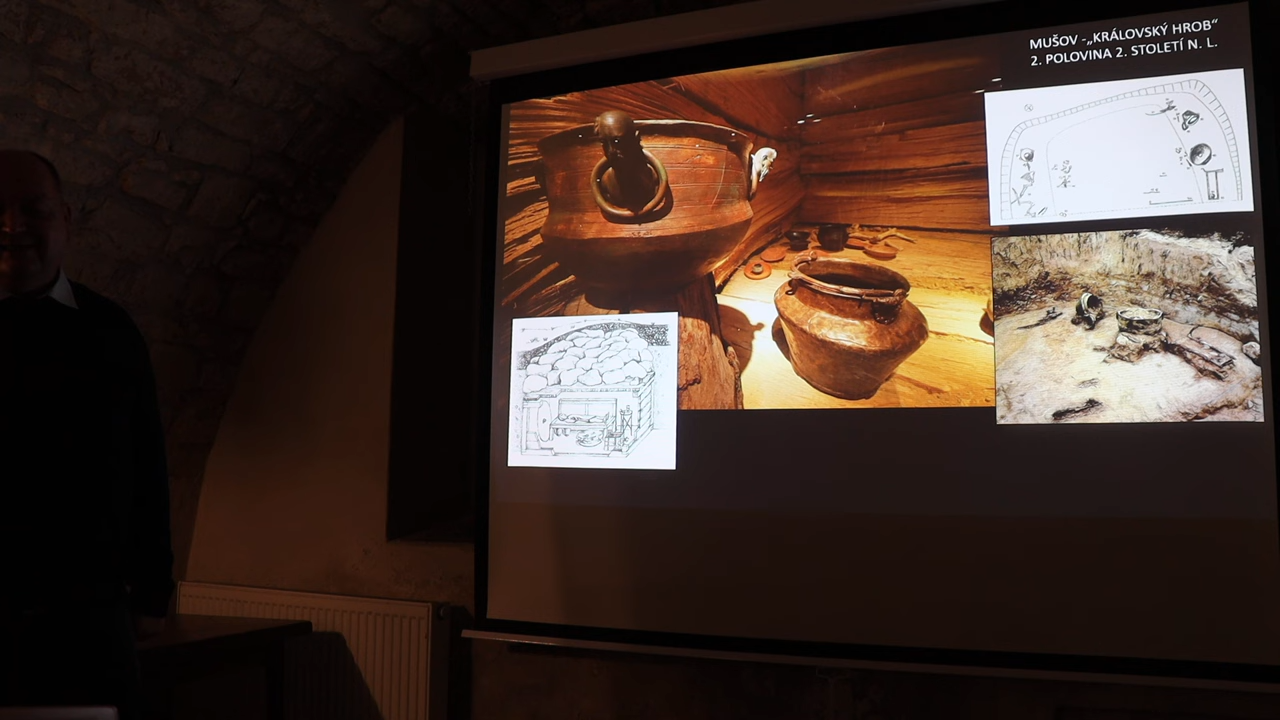 MUŠOV -„KRÁLOVSKÝ HROB“
2. POLOVINA 2. STOLETÍ N. L.